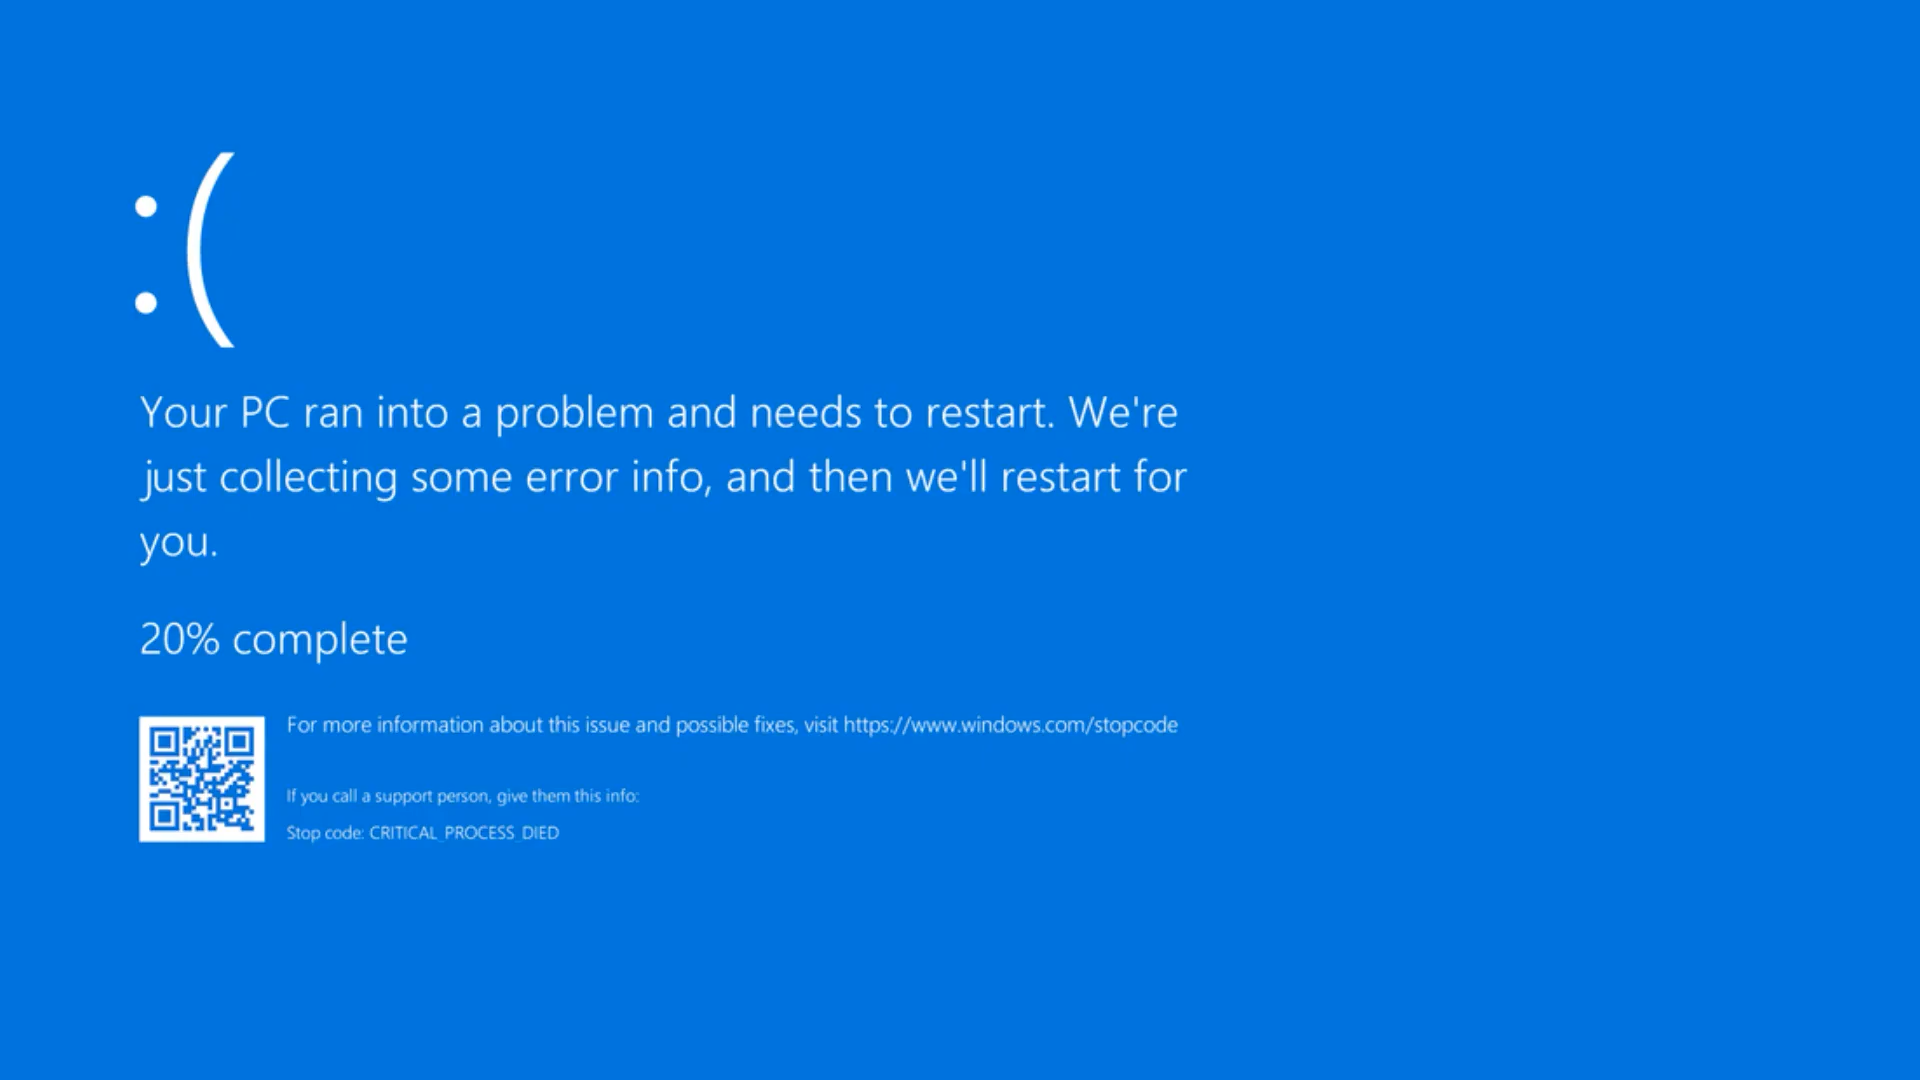 :(
Your PC ran into a problem and needs to restart. We're
just collecting some error info, and then we'll restart for
you.
20% complete
For more information about this issue and possible fixes, visit https://www.windows.com/stopcode
If you call a support person, give them this info:
Stop code: CRITICAL_PROCESS_DIED